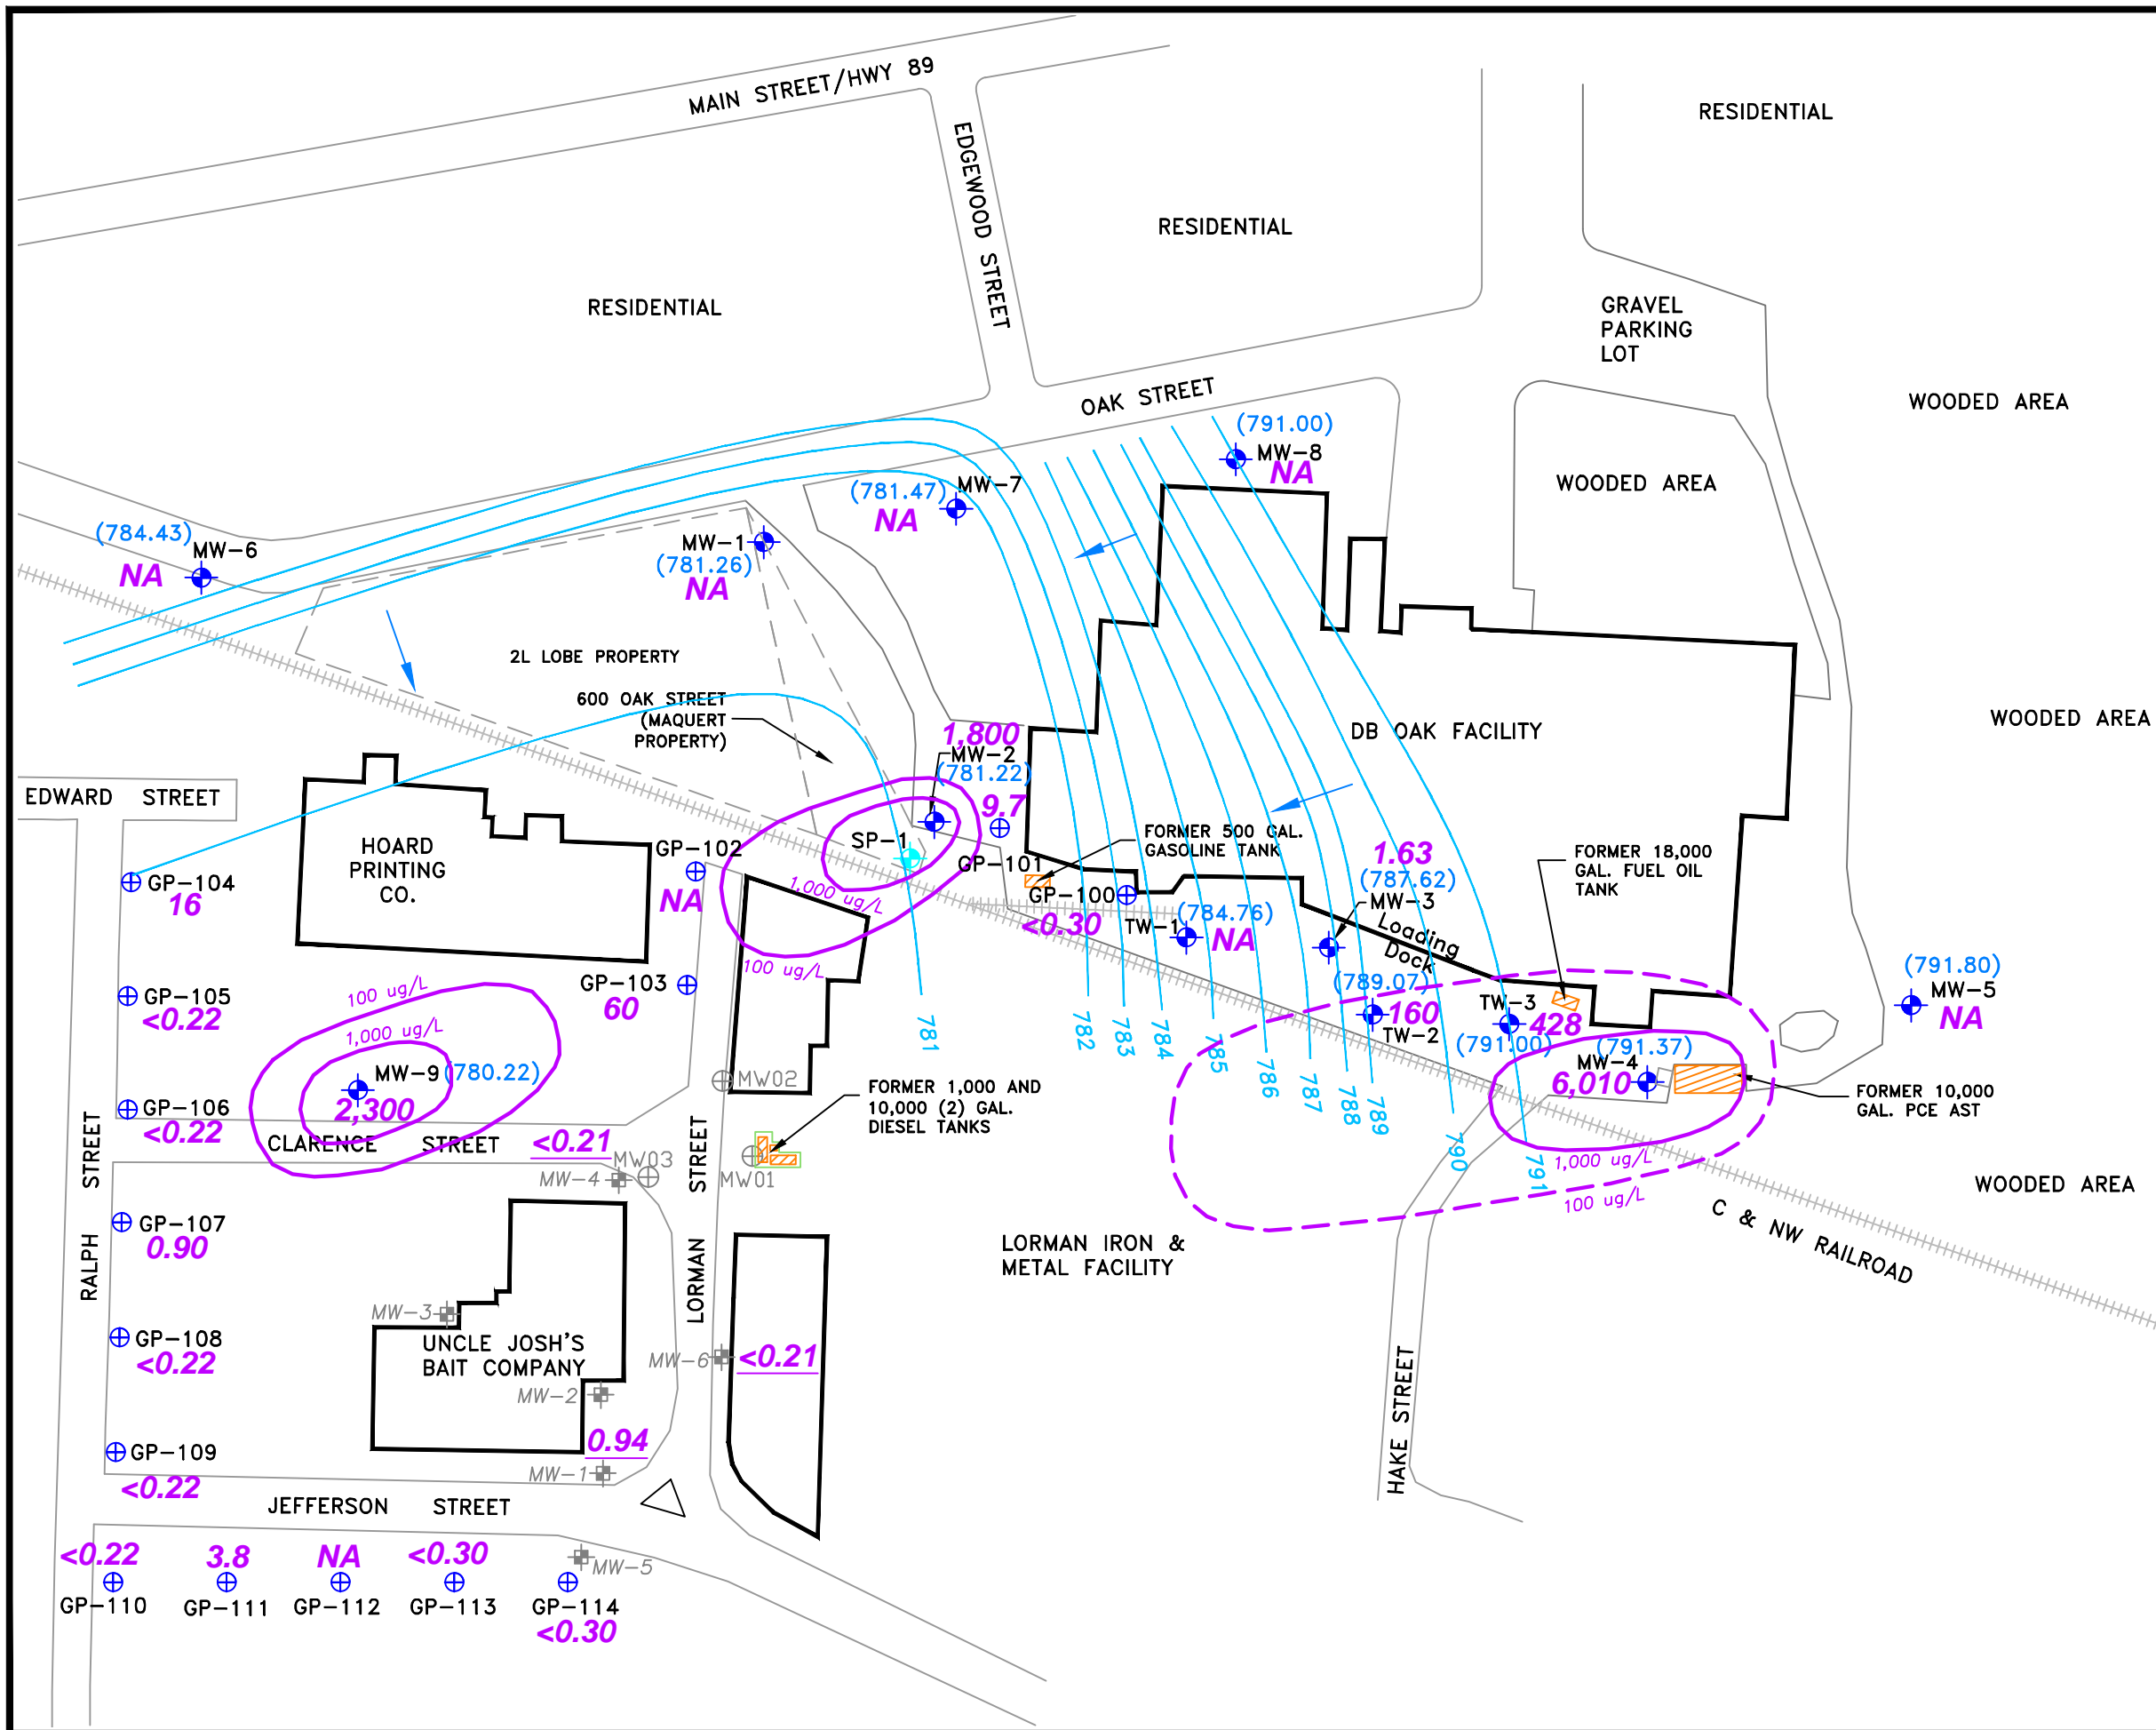 MAIN STREET/HWY 89
RESIDENTIAL
EDGEWOOD STREET
RESIDENTIAL
RESIDENTIAL
GRAVEL
PARKING
LOT
OAK STREET
WOODED AREA
(791.00)
MW-8
NA
WOODED AREA
(781.47)
MW-7
NA
(784.43)
MW-6
NA
MW-1
(781.26)
NA
2L LOBE PROPERTY
600 OAK STREET
(MAQUERT
PROPERTY)
WOODED AREA
DB OAK FACILITY
1,800
MW-2
(781.22)
9.7
EDWARD STREET
HOARD
PRINTING
CO.
SP-1
GP-101
FORMER 500 GAL.
GASOLINE TANK
GP-102
NA
1.63
(787.62)
MW-3
FORMER 18,000
GAL. FUEL OIL
TANK
GP-104
16
1,000 ug/L
100 ug/L
GP-100
<0.30
TW-1
(784.76)
NA
Loading
Dock
GP-103
60
GP-105
<0.22
100 ug/L
1,000 ug/L
(789.07)
160
TW-2
TW-3
428
(791.00)
(791.80)
MW-5
NA
(791.37)
MW-4
6,010
MW-9
(780.22)
2,300
781
782
783
784
785
786
787
788
789
790
791
MW02
FORMER 1,000 AND
10,000 (2) GAL.
DIESEL TANKS
FORMER 10,000
GAL. PCE AST
GP-106
<0.22
CLARENCE STREET
<0.21
MW03
MW-4
MW01
1,000 ug/L
100 ug/L
WOODED AREA
RALPH STREET
LORMAN STREET
GP-107
0.90
LORMAN IRON &
METAL FACILITY
C & NW RAILROAD
MW-3
UNCLE JOSH'S
BAIT COMPANY
GP-108
<0.22
MW-6
<0.21
MW-2
HAKE STREET
0.94
MW-1
GP-109
<0.22
JEFFERSON STREET
<0.22
3.8
NA
<0.30
MW-5
GP-110
GP-111
GP-112
GP-113
GP-114
<0.30